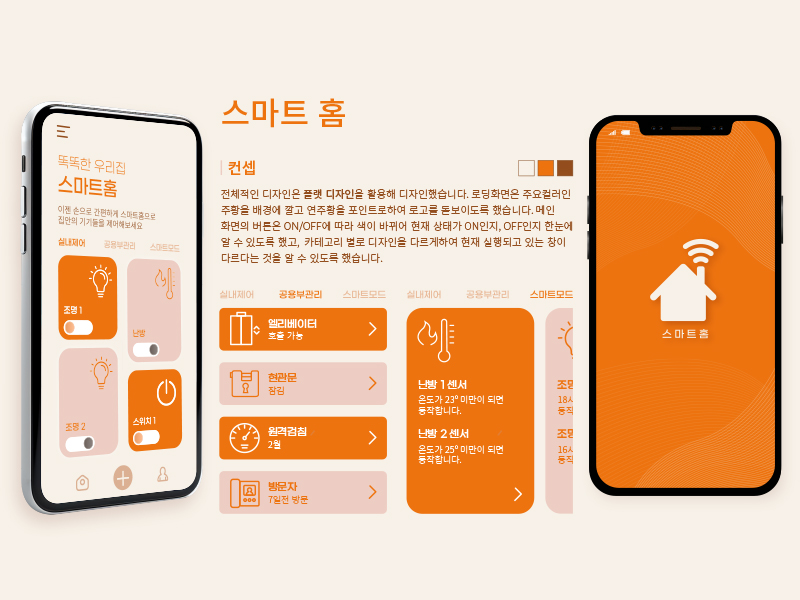 스마트 홈
컨셉
전체적인 디자인은 플랫 디자인을 활용해 디자인했습니다. 로딩화면은 주요컬러인
주황을 배경에 깔고 연주황을 포인트로하여 로고를 돋보이도록 했습니다. 메인
화면의 버튼은 ON/OFF에 따라 색이 바뀌어 현재 상태가 ON인지, OFF인지 한눈에
알 수 있도록 했고, 카테고리 별로 디자인을 다르게하여 현재 실행되고 있는 창이
다르다는 것을 알 수 있도록 했습니다.
똑똑한 우리집
스마트홈
이젠 손으로 간편하게 스마트홈으로
집안의 기기들을 제어해보세요
실내제어 공용부관리 스마트모드
조명 1
난방
조명 2
스위치 1
실내제어 공용부관리 스마트모드
엘리베이터
호출 가능
현관문
잠김
원격검침
2월
방문자
7일전 방문
실내제어 공용부관리 스마트모드
난방 1 센서
온도가 23º 미만이 되면
동작합니다.
난방 2 센서
온도가 25º 미만이 되면
동작합니다.
조명
18시
동작
조명
16시
동작
스마트홈